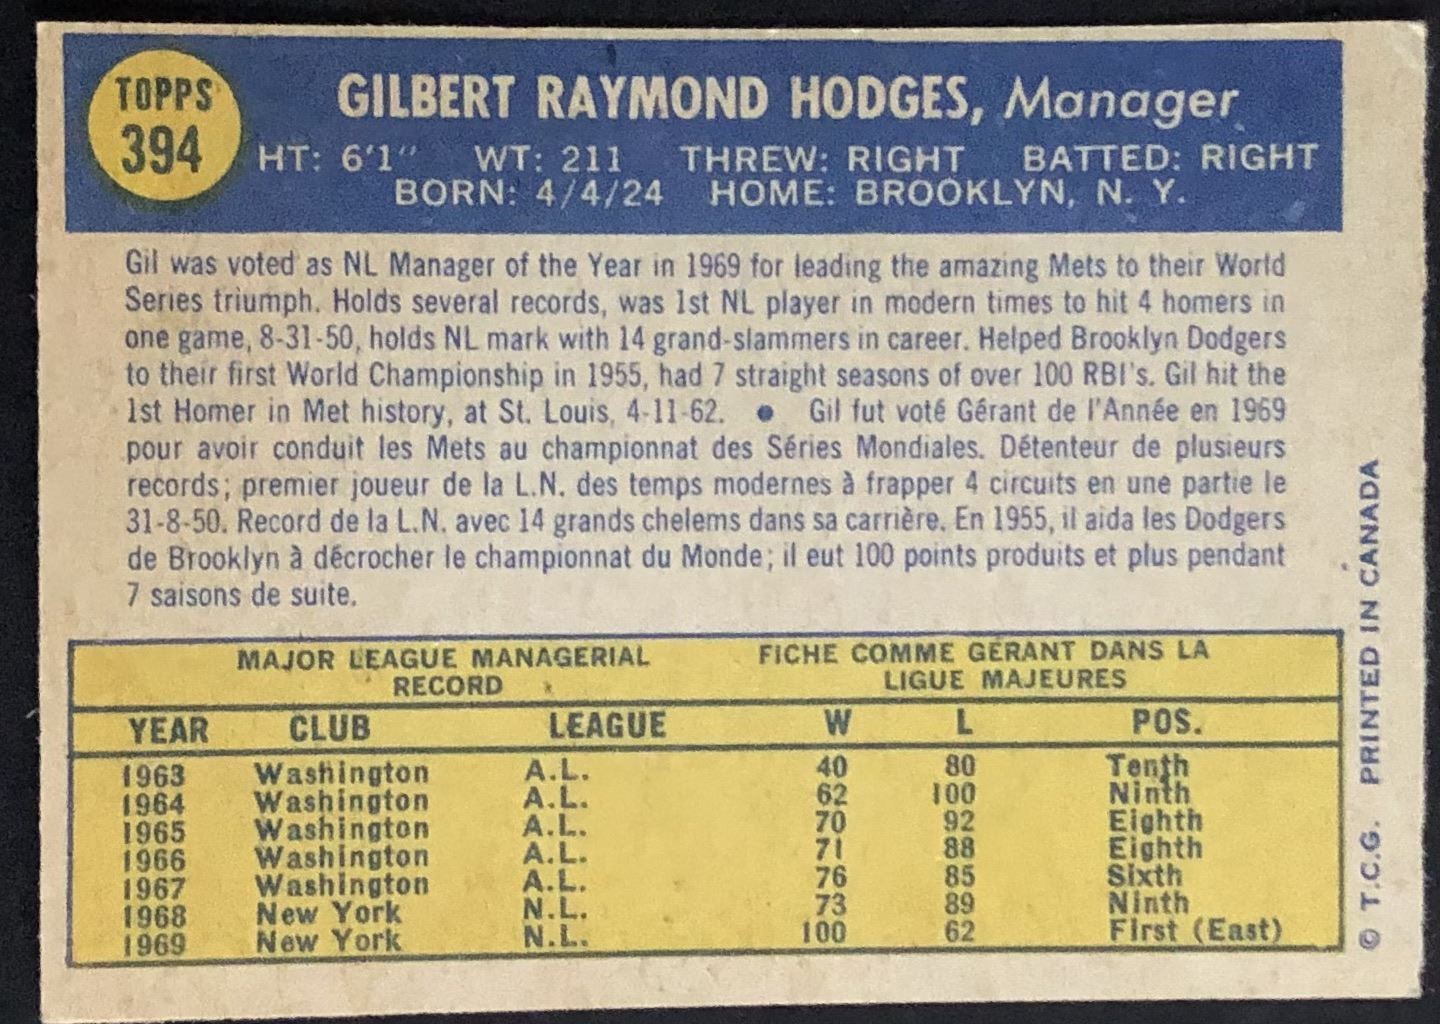 TOPPS
394
GILBERT RAYMOND HODGES, Manager
HT: 6'1" WT: 211 THREW: RIGHT BATTED: RIGHT
BORN: 4/4/24 HOME: BROOKLYN, N. Y.
Gil was voted as NL Manager of the Year in 1969 for leading the amazing Mets to their World
Series triumph. Holds several records, was 1st NL player in modern times to hit 4 homers in
one game, 8-31-50, holds NL mark with 14 grand-slammers in career. Helped Brooklyn Dodgers
to their first World Championship in 1955, had 7 straight seasons of over 100 RBI's. Gil hit the
1st Homer in Met history, at St. Louis, 4-11-62. • Gil fut voté Gérant de l'Année en 1969
pour avoir conduit les Mets au championnat des Séries Mondiales. Détenteur de plusieurs
records; premier joueur de la L.N. des temps modernes à frapper 4 circuits en une partie le
31-8-50. Record de la L.N. avec 14 grands chelems dans sa carrière. En 1955, il aida les Dodgers
de Brooklyn à décrocher le championnat du Monde; il eut 100 points produits et plus pendant
7 saisons de suite.
MAJOR LEAGUE MANAGERIAL
RECORD
FICHE COMME GÉRANT DANS LA
LIGUE MAJEURES
YEAR CLUB LEAGUE W L POS.
1963 Washington A.L. 40 80 Tenth
1964 Washington A.L. 62 100 Ninth
1965 Washington A.L. 70 92 Eighth
1966 Washington A.L. 71 88 Eighth
1967 Washington A.L. 76 85 Sixth
1968 New York N.L. 73 89 Ninth
1969 New York N.L. 100 62 First (East)
© T.C.G. PRINTED IN CANADA